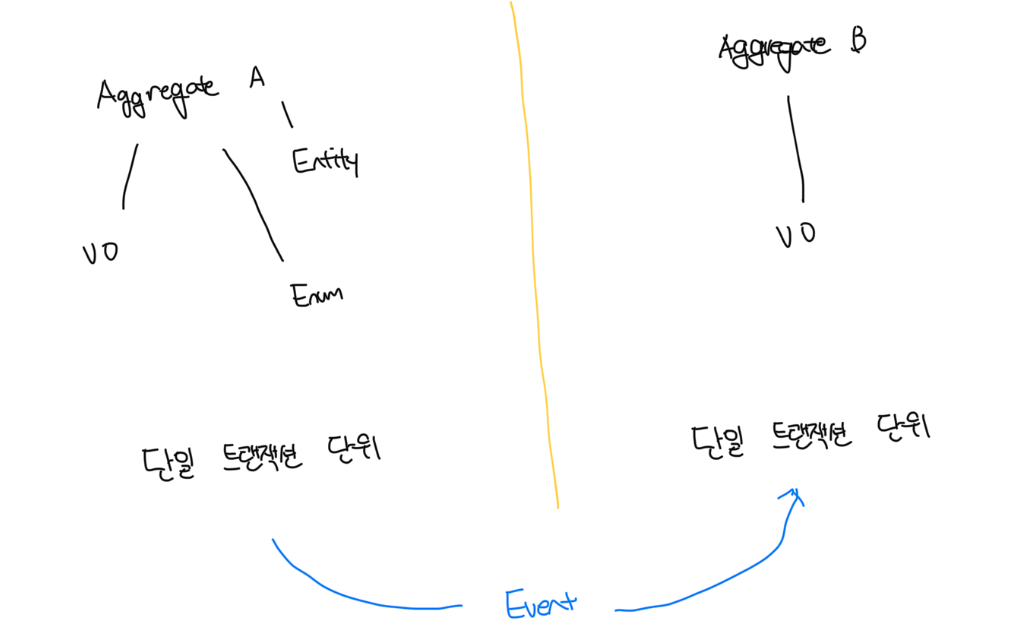 Aggregate A
Entity
VO
Enum
단일 트랜잭션 단위
Aggregate B
VO
단일 트랜잭션 단위
Event